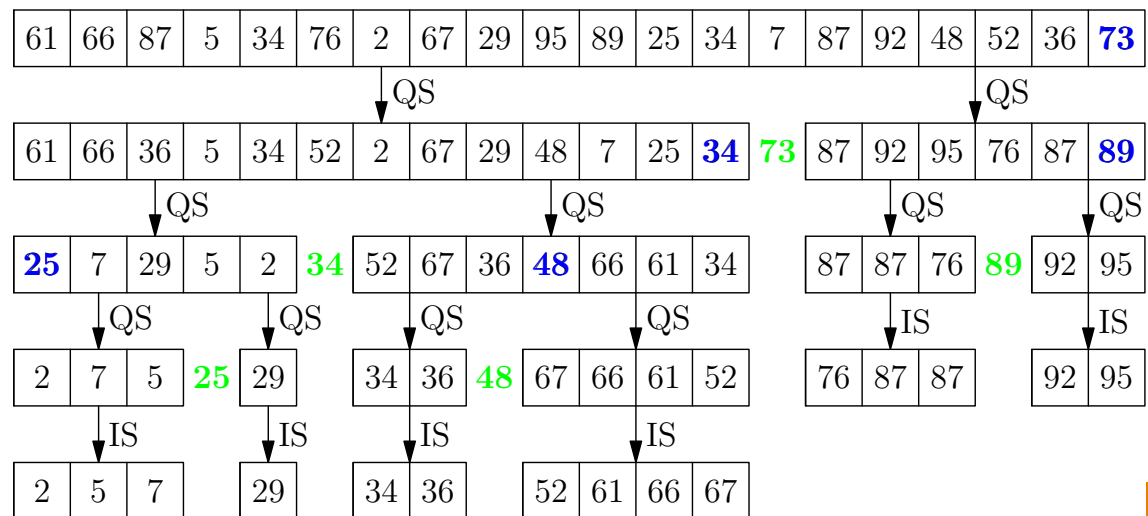 61 66 87 5 34 76 2 67 29 95 89 25 34 7 87 92 48 52 36 73
QS QS
61 66 36 5 34 52 2 67 29 48 7 25 34 73 87 92 95 76 87 89
QS QS QS QS
25 7 29 5 2 34 52 67 36 48 66 61 34 87 87 76 89 92 95
QS QS QS QS IS IS
2 7 5 25 29 34 36 48 67 66 61 52 76 87 87 92 95
IS IS IS IS
2 5 7 29 34 36 52 61 66 67